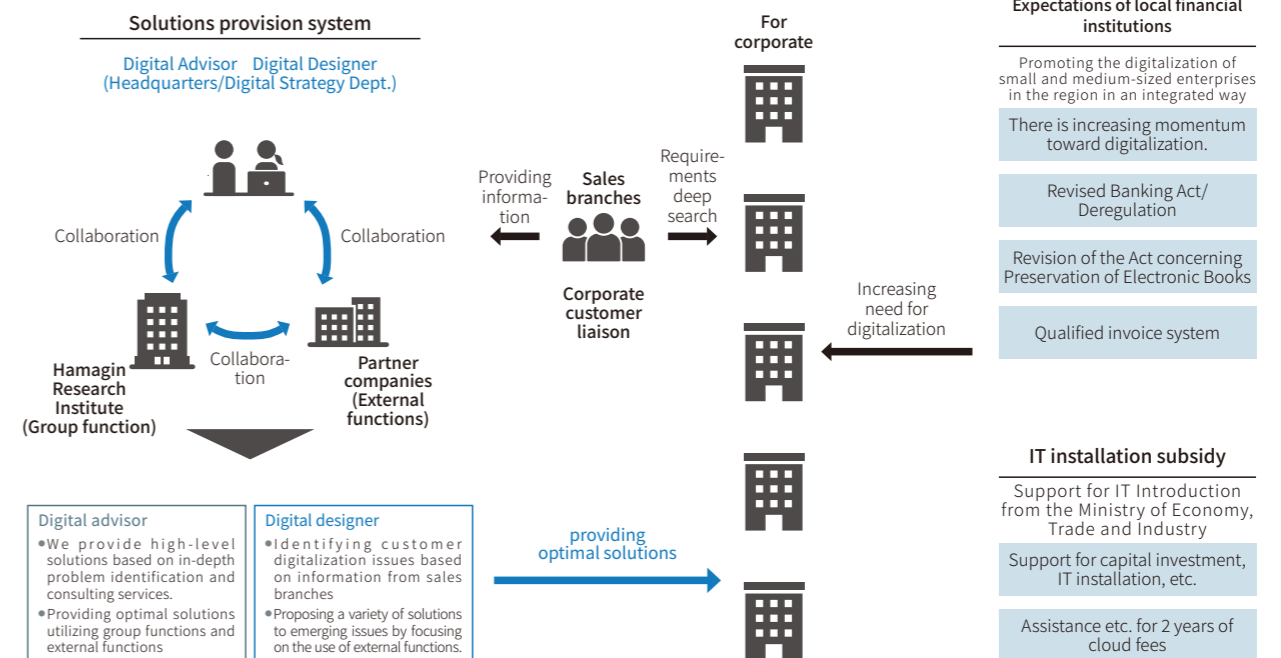 Solutions provision system
Digital Advisor Digital Designer
(Headquarters/Digital Strategy Dept.)
Collaboration
Collaboration
Collabora-
tion
Hamagin
Research
Institute
(Group function)
Partner
companies
(External
functions)
Digital advisor
•We provide high-level
solutions based on in-depth
problem identification and
consulting services.
•Providing optimal solutions
utilizing group functions and
external functions
Digital designer
•Identifying customer
digitalization issues based
on information from sales
branches
•Proposing a variety of solutions
to emerging issues by focusing
on the use of external functions.
Providing
informa-
tion
Sales
branches
Corporate
customer
liaison
Require-
ments
deep
search
providing
optimal solutions
For
corporate
Increasing
need for
digitalization
Expectations of local financial
institutions
Promoting the digitalization of
small and medium-sized enterprises
in the region in an integrated way
There is increasing momentum
toward digitalization.
Revised Banking Act/
Deregulation
Revision of the Act concerning
Preservation of Electronic Books
Qualified invoice system
IT installation subsidy
Support for IT Introduction
from the Ministry of Economy,
Trade and Industry
Support for capital investment,
IT installation, etc.
Assistance etc. for 2 years of
cloud fees